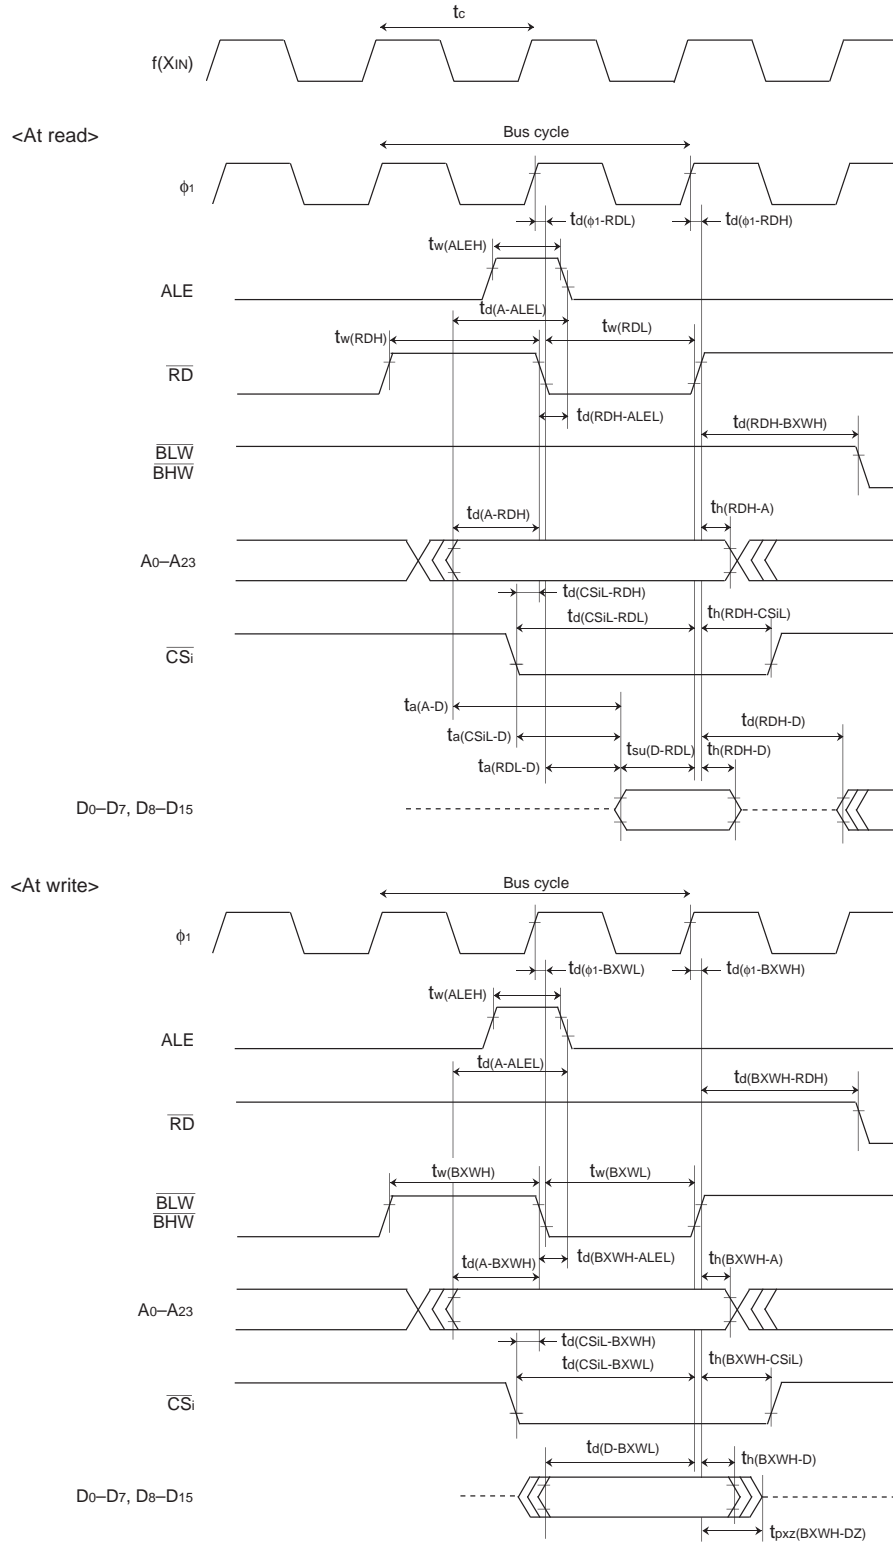 tc
f(XIN)
<At read>
Bus cycle
ϕ1
td(ϕ1-RDL)
td(ϕ1-RDH)
tw(ALEH)
ALE
td(A-ALEL)
tw(RDH)
tw(RDL)
RD
td(RDH-ALEL)
td(RDH-BXWH)
BLW
BHW
td(A-RDH)
th(RDH-A)
A0–A23
td(CSiL-RDH)
td(CSiL-RDL)
th(RDH-CSiL)
CSi
ta(A-D)
td(RDH-D)
ta(CSiL-D)
tsu(D-RDL)
th(RDH-D)
ta(RDL-D)
D0–D7, D8–D15
<At write>
Bus cycle
ϕ1
td(ϕ1-BXWL)
td(ϕ1-BXWH)
tw(ALEH)
ALE
td(A-ALEL)
td(BXWH-RDH)
RD
tw(BXWH)
tw(BXWL)
BLW
BHW
td(A-BXWH)
td(BXWH-ALEL)
th(BXWH-A)
A0–A23
td(CSiL-BXWH)
td(CSiL-BXWL)
th(BXWH-CSiL)
CSi
td(D-BXWL)
th(BXWH-D)
D0–D7, D8–D15
tpxz(BXWH-DZ)